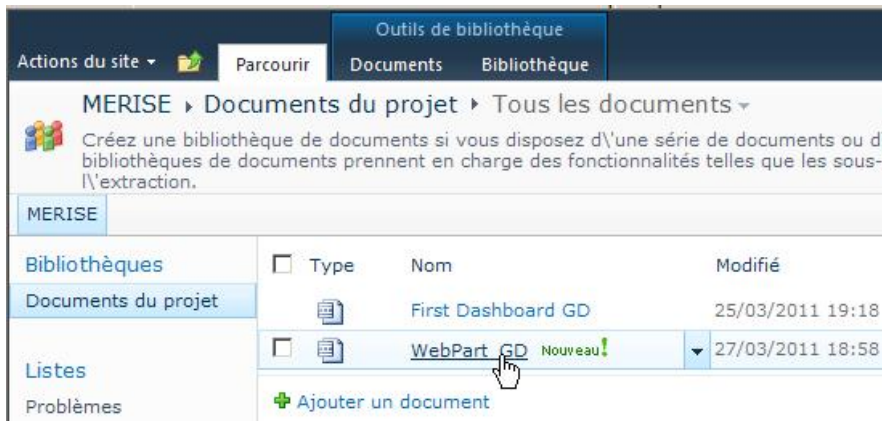 Outils de bibliothèque
Actions du site Parcourir Documents Bibliothèque
MERISE Documents du projet Tous les documents
Créez une bibliothèque de documents si vous disposez d\'une série de documents ou d
bibliothèques de documents prennent en charge des fonctionnalités telles que les sous-
l\'extraction.
MERISE
Bibliothèques Type Nom Modifié
Documents du projet First Dashboard GD 25/03/2011 19:18
WebPart GD Nouveau! 27/03/2011 18:58
Listes
Problèmes Ajouter un document